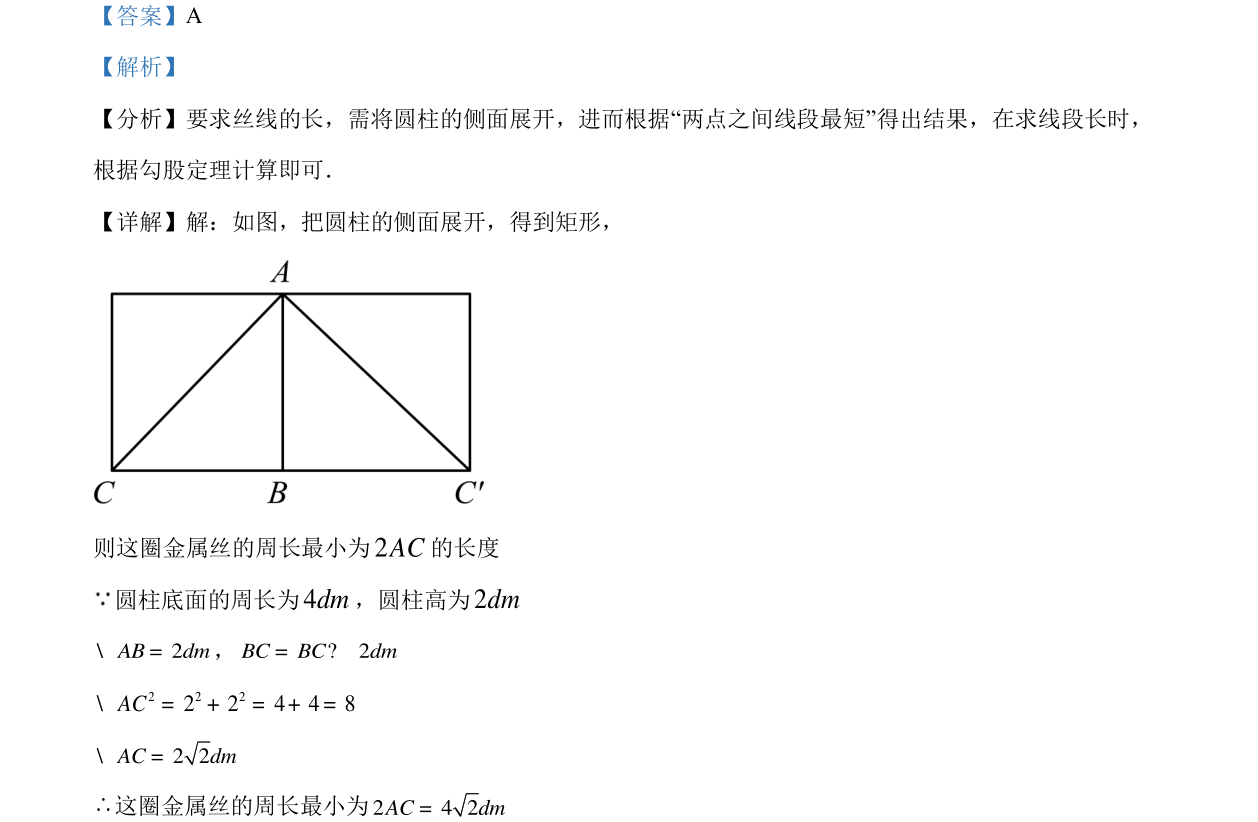 【答案】A
【解析】
【分析】要求丝线的长，需将圆柱的侧面展开，进而根据“两点之间线段最短”得出结果，在求线段长时，
根据勾股定理计算即可.
【详解】解：如图，把圆柱的侧面展开，得到矩形，
A
C B C′
则这圈金属丝的周长最小为2AC 的长度
∵圆柱底面的周长为4dm，圆柱高为2dm
\ AB = 2dm，BC = BC? 2dm
\ AC² = 2² + 2² = 4 + 4 = 8
\ AC = 2√2dm
∴这圈金属丝的周长最小为2AC = 4√2dm